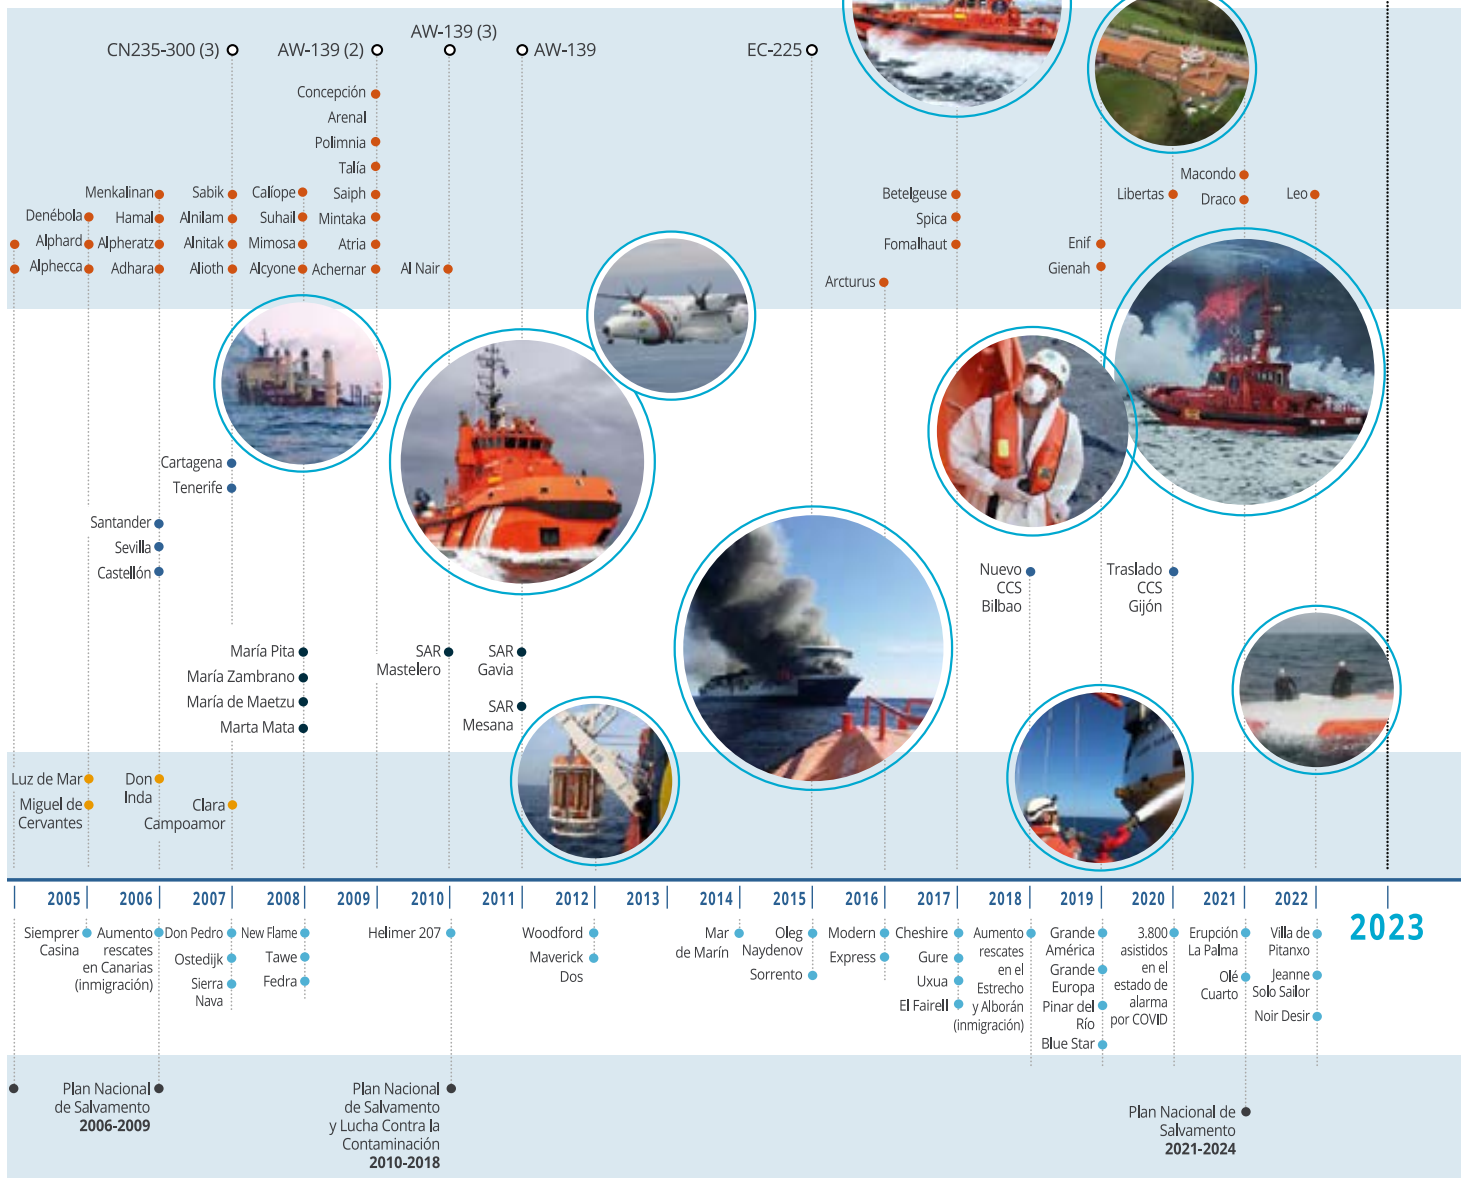 CN235-300 (3)
AW-139 (2)
AW-139 (3)
AW-139
EC-225
Concepción
Arenal
Polimnia
Talía
Saiph
Mintaka
Atria
Achernar
Menkalinan
Hamal
Alpheratz
Adhara
Sabik
Alnilam
Alnitak
Alioth
Calíope
Suhail
Mimosa
Alcyone
Denébola
Alphard
Alphecca
Al Nair
Arcturus
Betelgeuse
Spica
Fomalhaut
Enif
Gienah
Libertas
Macondo
Draco
Leo
Cartagena
Tenerife
Santander
Sevilla
Castellón
Nuevo
CCS
Bilbao
Traslado
CCS
Gijón
María Pita
María Zambrano
María de Maetzu
Marta Mata
SAR
Mastelero
SAR
Gavia
SAR
Mesana
Luz de Mar
Miguel de
Cervantes
Don
Inda
Clara
Campoamor
2005
2006
2007
2008
2009
2010
2011
2012
2013
2014
2015
2016
2017
2018
2019
2020
2021
2022
2023
Siemprer
Casina
Aumento
rescates
en Canarias
(inmigración)
Don Pedro
Ostedijk
Sierra
Nava
New Flame
Tawe
Fedra
Helimer 207
Woodford
Maverick
Dos
Mar
de Marín
Oleg
Naydenov
Sorrento
Modern
Express
Cheshire
Gure
Uxua
El Fairell
Aumento
rescates
en el
Estrecho
y Alborán
(inmigración)
Grande
América
Grande
Europa
Pinar del
Río
Blue Star
3.800
asistidos
en el
estado de
alarma
por COVID
Erupción
La Palma
Olé
Cuarto
Villa de
Pitanxo
Jeanne
Solo Sailor
Noir Desir
Plan Nacional
de Salvamento
2006-2009
Plan Nacional
de Salvamento
y Lucha Contra la
Contaminación
2010-2018
Plan Nacional de
Salvamento
2021-2024